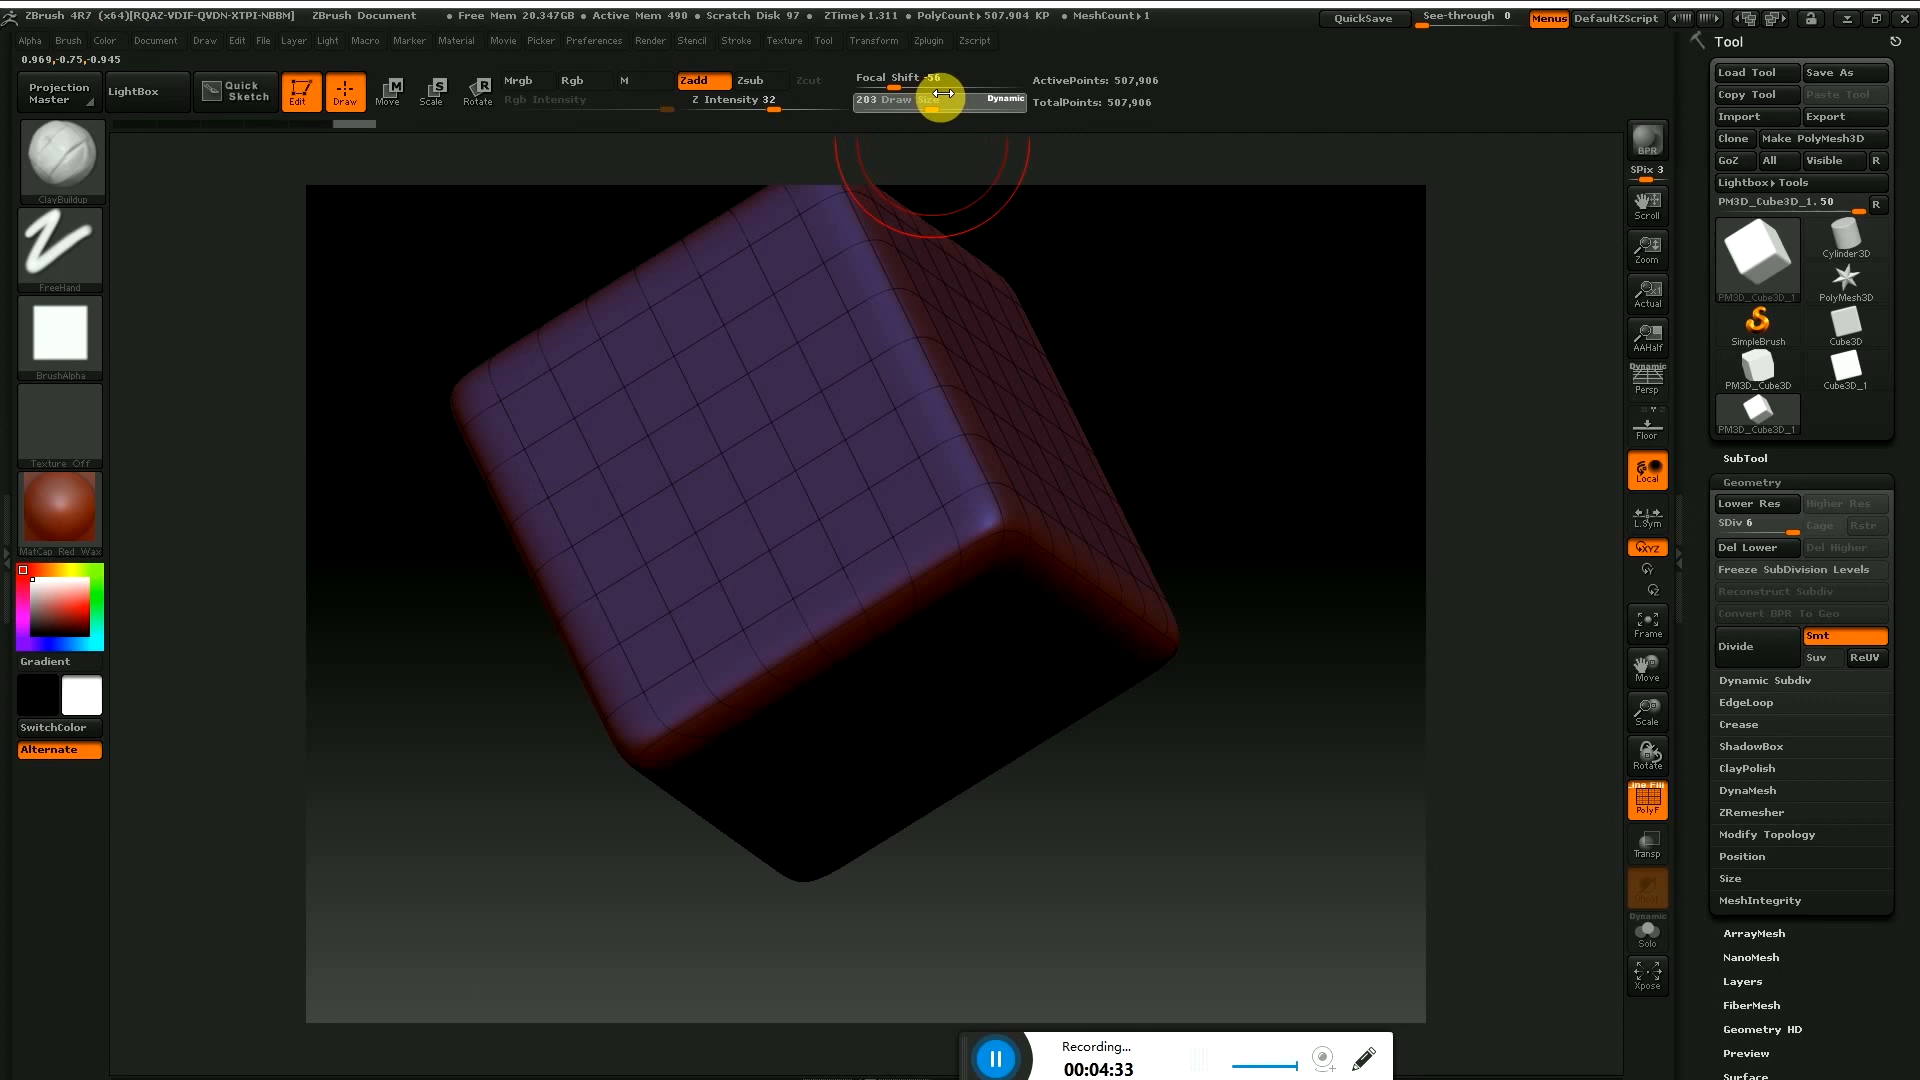 ZBrush 4R7 (x64)[RQAZ-VDIF-QVDN-XTPI-NBBM] ZBrush Document • Free Mem 20.347GB • Active Mem 490 • Scratch Disk 97 • ZTime▸1.311 • PolyCount▸507.904 KP • MeshCount▸1 QuickSave See-through 0 Menus DefaultZScript
Alpha Brush Color Document Draw Edit File Layer Light Macro Marker Material Movie Picker Preferences Render Stencil Stroke Texture Tool Transform Zplugin Zscript
0.969,-0.75,-0.945
Projection Master
LightBox
Quick Sketch
Edit
Draw
Move
Scale
Rotate
Mrgb Rgb M Zadd Zsub Zcut
Rgb Intensity Z Intensity 32
Focal Shift -56
203 Draw Size Dynamic
ActivePoints: 507,906
TotalPoints: 507,906
ClayBuildup
FreeHand
BrushAlpha
Texture Off
MatCap Red Wax
Gradient
SwitchColor
Alternate
BPR
SPix 3
Scroll
Zoom
Actual
AAHalf
Dynamic
Persp
Floor
Local
L.Sym
XYZ
Frame
Move
Scale
Rotate
Line Fill
PolyF
Transp
Ghost
Dynamic
Solo
Xpose
Tool
Load Tool Save As
Copy Tool Paste Tool
Import Export
Clone Make PolyMesh3D
GoZ All Visible R
Lightbox▸Tools
PM3D_Cube3D_1. 50 R
PM3D_Cube3D_1 Cylinder3D
PolyMesh3D
SimpleBrush Cube3D
PM3D_Cube3D Cube3D_1
PM3D_Cube3D_1
SubTool
Geometry
Lower Res Higher Res
SDiv 6 Cage Rstr
Del Lower Del Higher
Freeze SubDivision Levels
Reconstruct Subdiv
Convert BPR To Geo
Divide Smt
Suv ReUV
Dynamic Subdiv
EdgeLoop
Crease
ShadowBox
ClayPolish
DynaMesh
ZRemesher
Modify Topology
Position
Size
MeshIntegrity
ArrayMesh
NanoMesh
Layers
FiberMesh
Geometry HD
Preview
Surface
Recording...
00:04:33